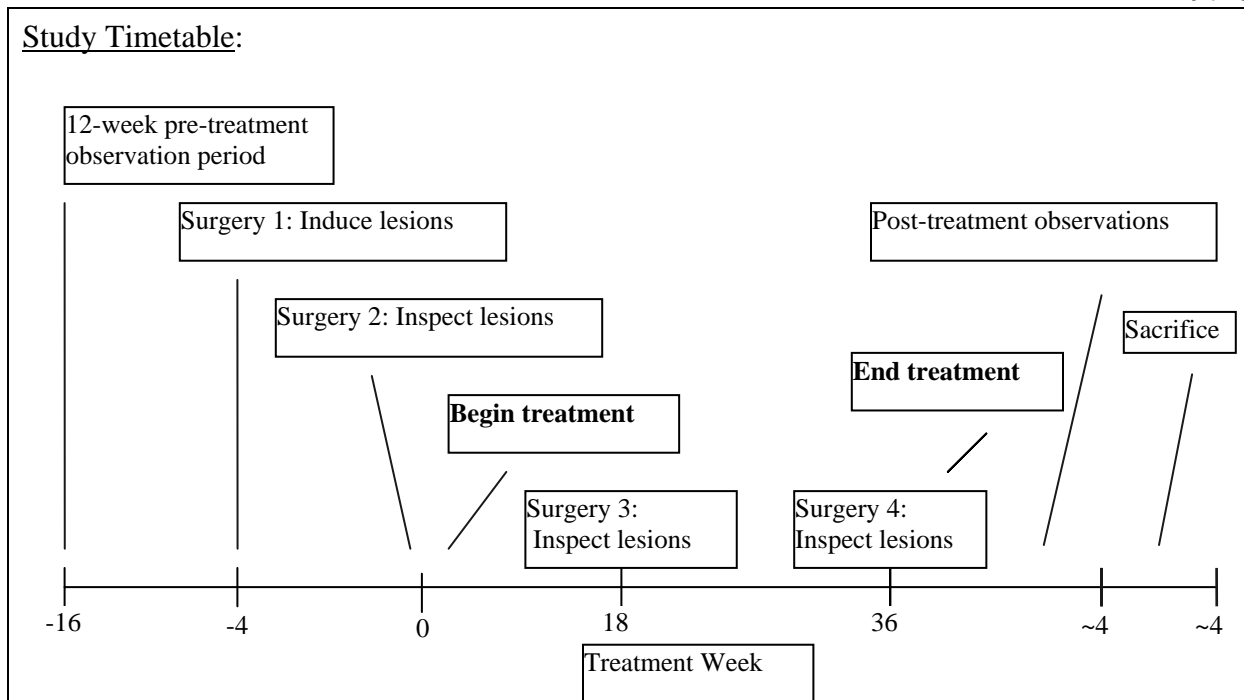 Study Timetable:
12-week pre-treatment
observation period
Surgery 1: Induce lesions
Post-treatment observations
Surgery 2: Inspect lesions
Sacrifice
End treatment
Begin treatment
Surgery 3:
Inspect lesions
Surgery 4:
Inspect lesions
-16
-4
0
18
36
~4
~4
Treatment Week